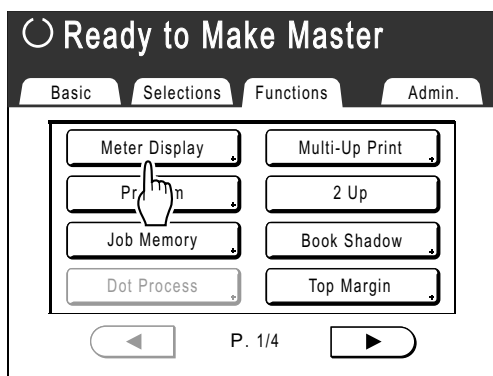 Ready to Make Master
Basic Selections Functions Admin.
Meter Display Multi-Up Print
2 Up
Job Memory Book Shadow
Dot Process Top Margin
P. 1/4